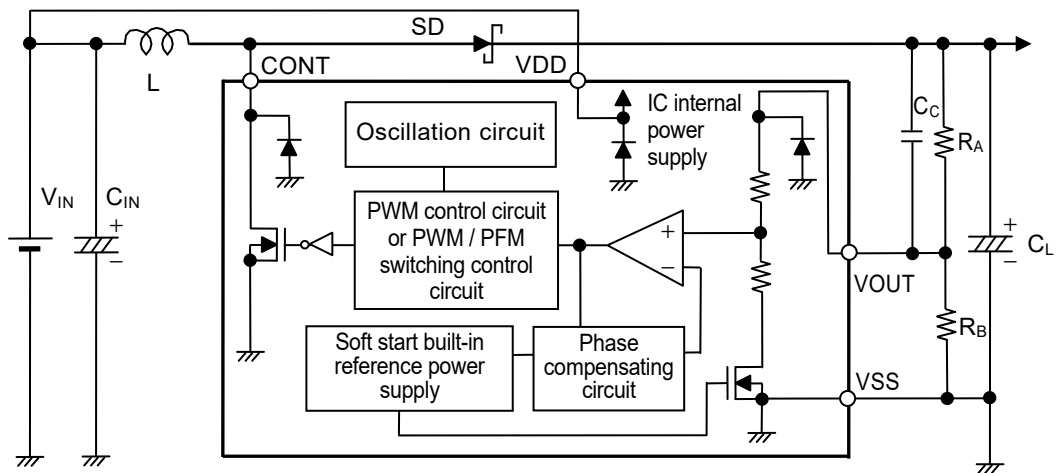 SD
L
CONT
VDD
Oscillation circuit
IC internal
power
supply
CC
RA
VIN
CIN
+
−
PWM control circuit
or PWM / PFM
switching control
circuit
+
−
VOUT
+
−
CL
RB
Soft start built-in
reference power
supply
Phase
compensating
circuit
VSS